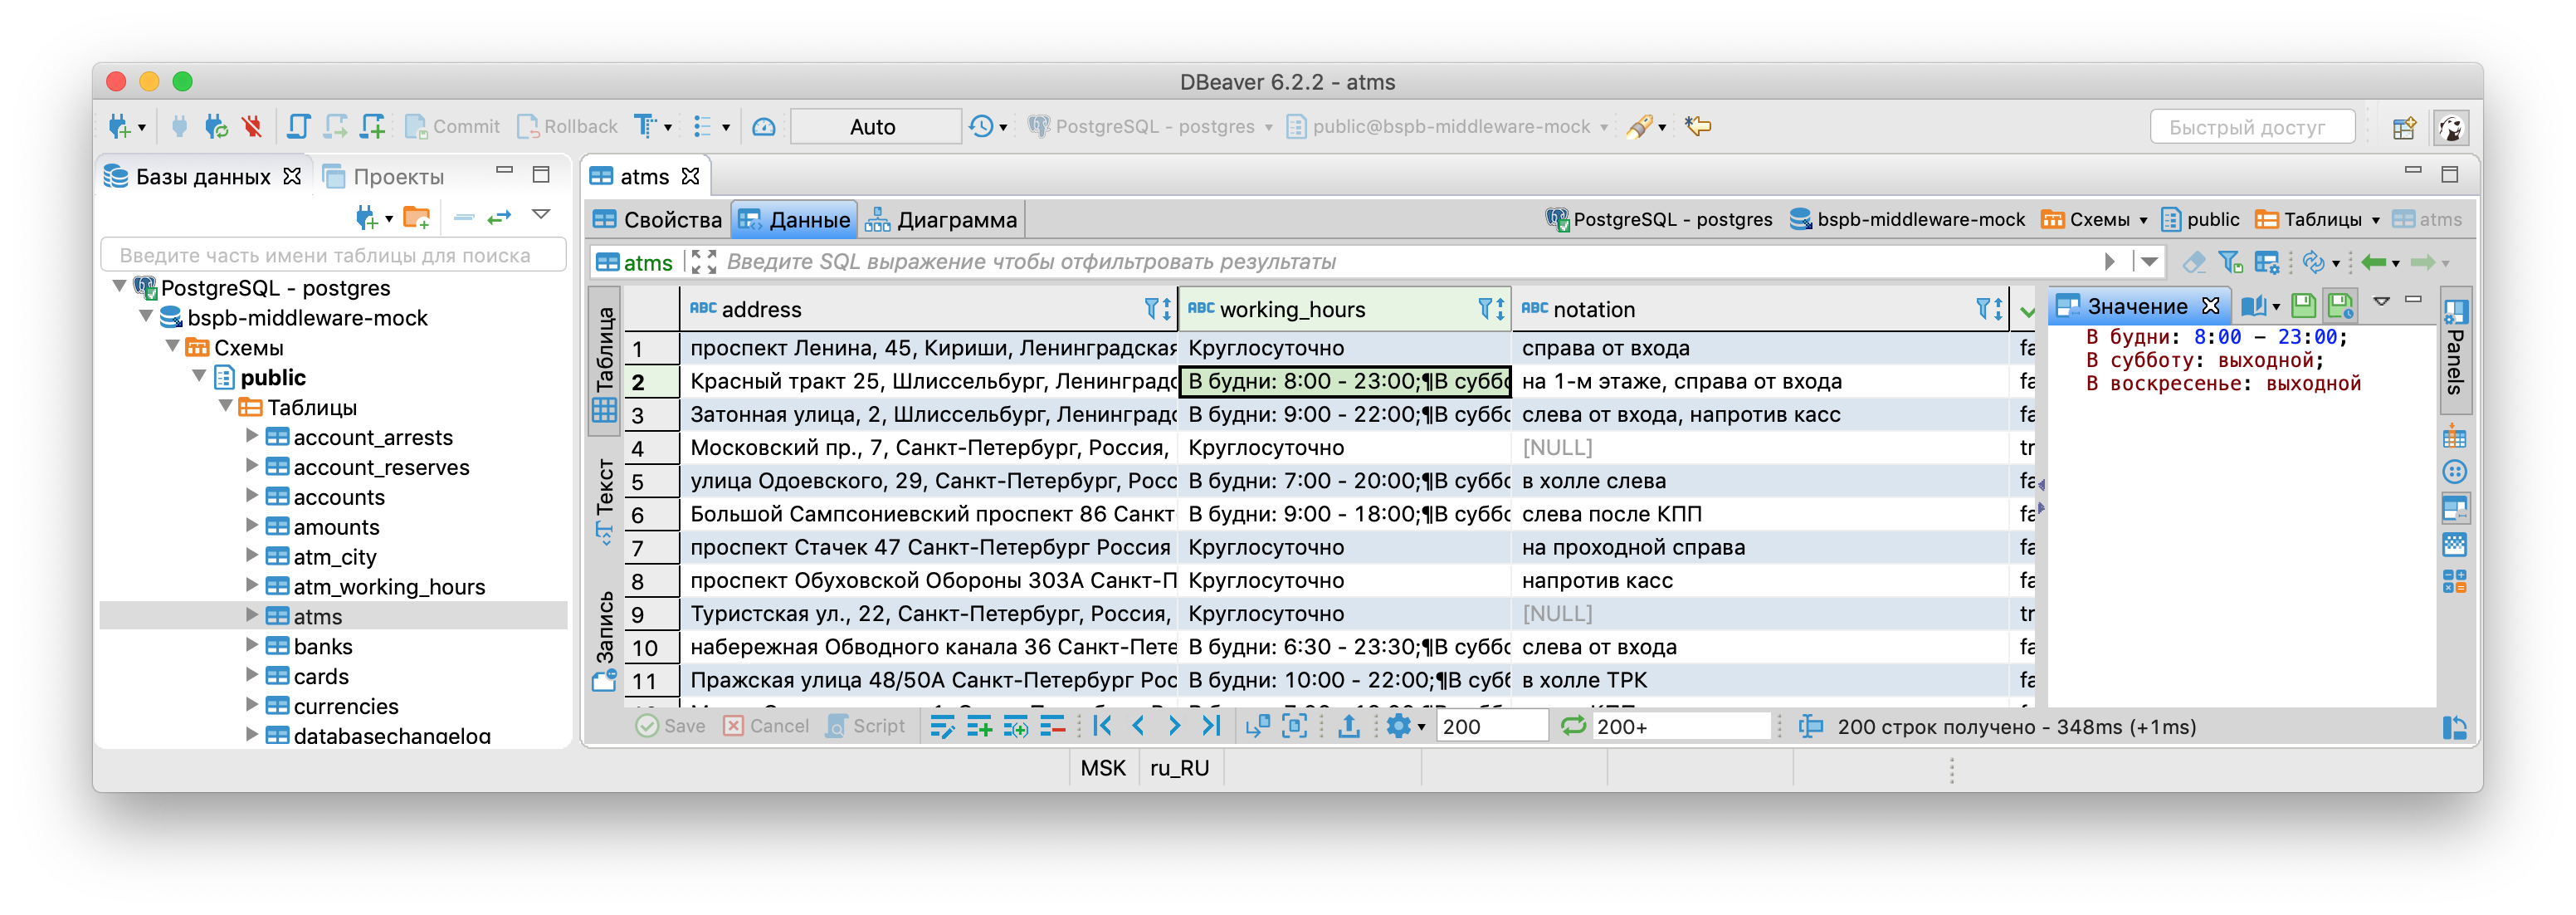 DBeaver 6.2.2 - atms
Commit
Rollback
Auto
PostgreSQL - postgres
public@bspb-middleware-mock
Быстрый доступ
Базы данных
Проекты
Введите часть имени таблицы для поиска
PostgreSQL - postgres
bspb-middleware-mock
Схемы
public
Таблицы
account_arrests
account_reserves
accounts
amounts
atm_city
atm_working_hours
atms
banks
cards
currencies
databasechangelog
atms
Свойства
Данные
Диаграмма
PostgreSQL - postgres
bspb-middleware-mock
Схемы
public
Таблицы
atms
atms
Введите SQL выражение чтобы отфильтровать результаты
Таблица
Текст
Запись
ABC address ABC working_hours ABC notation
1 проспект Ленина, 45, Кириши, Ленинградская Круглосуточно справа от входа fa
2 Красный тракт 25, Шлиссельбург, Ленинградс В будни: 8:00 - 23:00;¶В суббо на 1-м этаже, справа от входа fa
3 Затонная улица, 2, Шлиссельбург, Ленинградс В будни: 9:00 - 22:00;¶В суббо слева от входа, напротив касс fa
4 Московский пр., 7, Санкт-Петербург, Россия, Круглосуточно [NULL] tr
5 улица Одоевского, 29, Санкт-Петербург, Росс В будни: 7:00 - 20:00;¶В суббо в холле слева fa
6 Большой Сампсониевский проспект 86 Санкт- В будни: 9:00 - 18:00;¶В суббо слева после КПП fa
7 проспект Стачек 47 Санкт-Петербург Россия Круглосуточно на проходной справа fa
8 проспект Обуховской Обороны 303А Санкт-П Круглосуточно напротив касс fa
9 Туристская ул., 22, Санкт-Петербург, Россия, Круглосуточно [NULL] tr
10 набережная Обводного канала 36 Санкт-Пете В будни: 6:30 - 23:30;¶В суббо слева от входа fa
11 Пражская улица 48/50А Санкт-Петербург Рос В будни: 10:00 - 22:00;¶В субб в холле ТРК fa
Значение
В будни: 8:00 – 23:00;
В субботу: выходной;
В воскресенье: выходной
Panels
Save
Cancel
Script
200
200+
200 строк получено - 348ms (+1ms)
MSK
ru_RU